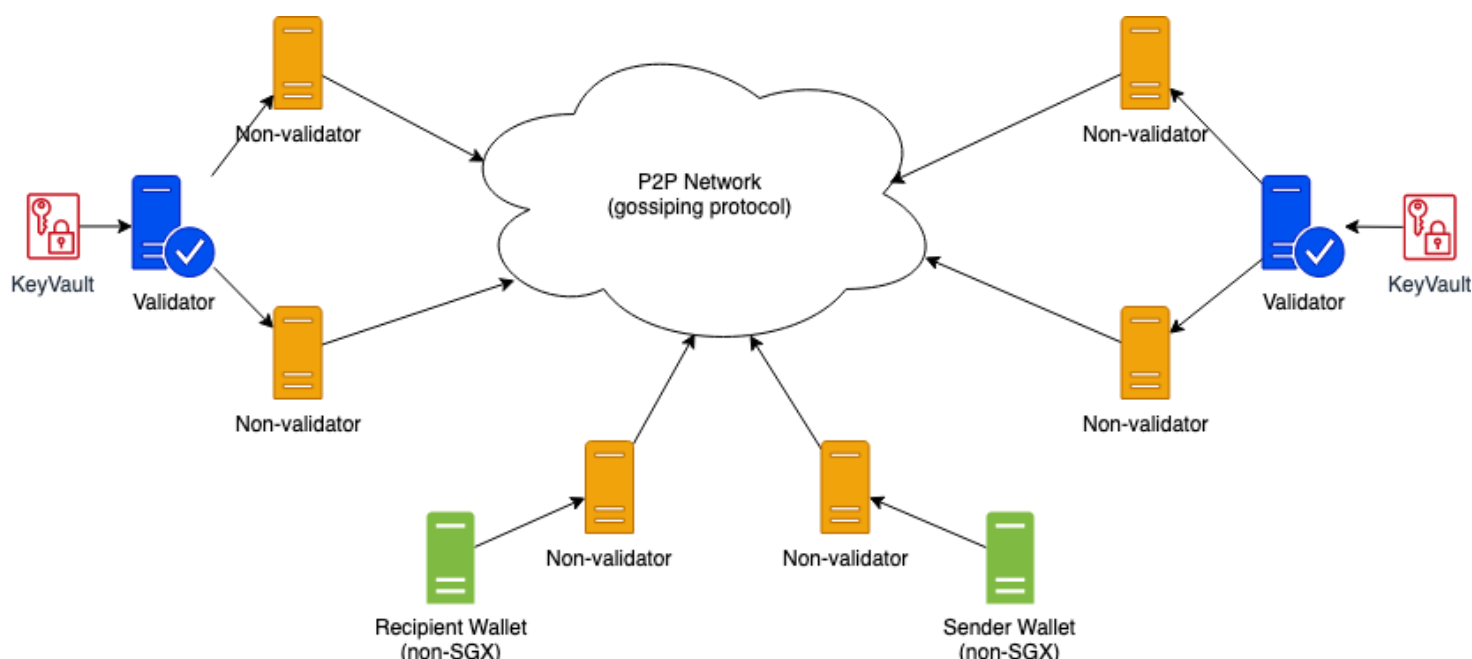 Non-validator
Non-validator
P2P Network
(gossiping protocol)
KeyVault
Validator
Validator
KeyVault
Non-validator
Non-validator
Non-validator
Non-validator
Recipient Wallet
(non-SGX)
Sender Wallet
(non-SGX)